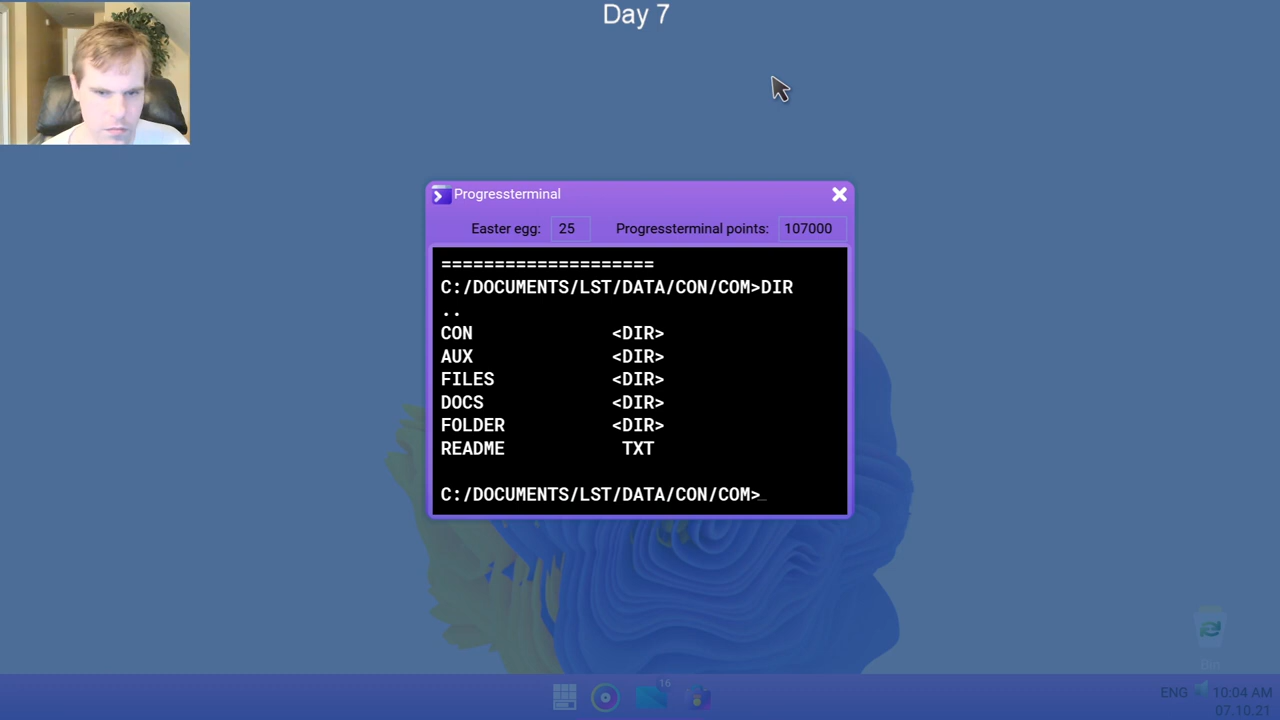 Day 7
Progressterminal
Easter egg: 25 Progressterminal points: 107000
====================
C:/DOCUMENTS/LST/DATA/CON/COM>DIR
..
CON <DIR>
AUX <DIR>
FILES <DIR>
DOCS <DIR>
FOLDER <DIR>
README TXT
C:/DOCUMENTS/LST/DATA/CON/COM>_
Bin
16
ENG 10:04 AM
07.10.21